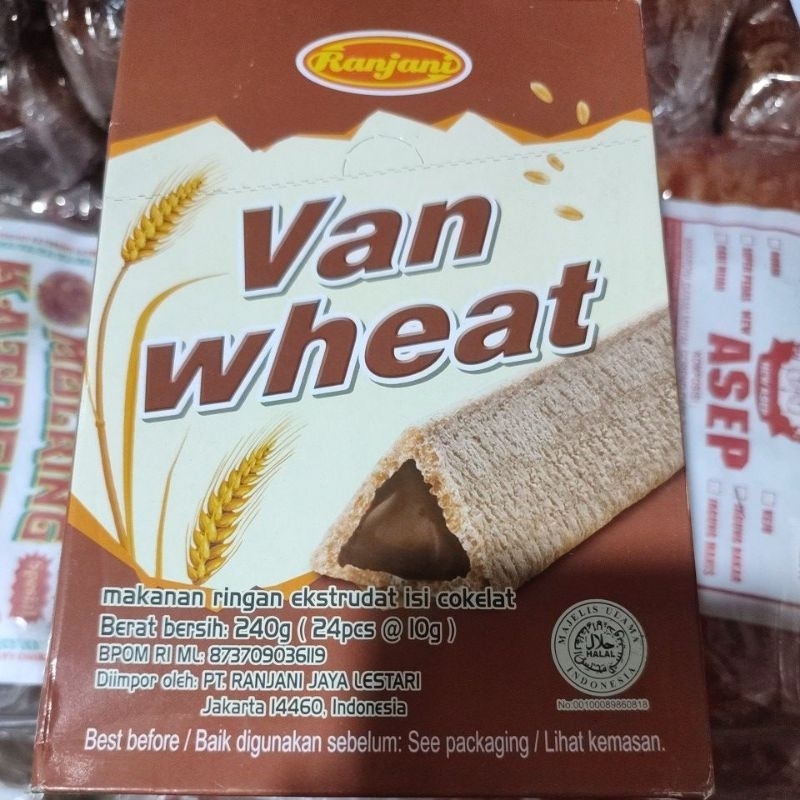 Ranjani
Van
wheat
makanan ringan ekstrudat isi cokelat
Berat bersih: 240g ( 24pcs @ 10g )
BPOM RI ML: 873709036119
Diimpor oleh: PT. RANJANI JAYA LESTARI
Jakarta 14460, Indonesia
MAJELIS ULAMA
حلال
HALAL
INDONESIA
No:00100089860818
Best before / Baik digunakan sebelum: See packaging / Lihat kemasan.
ASEP